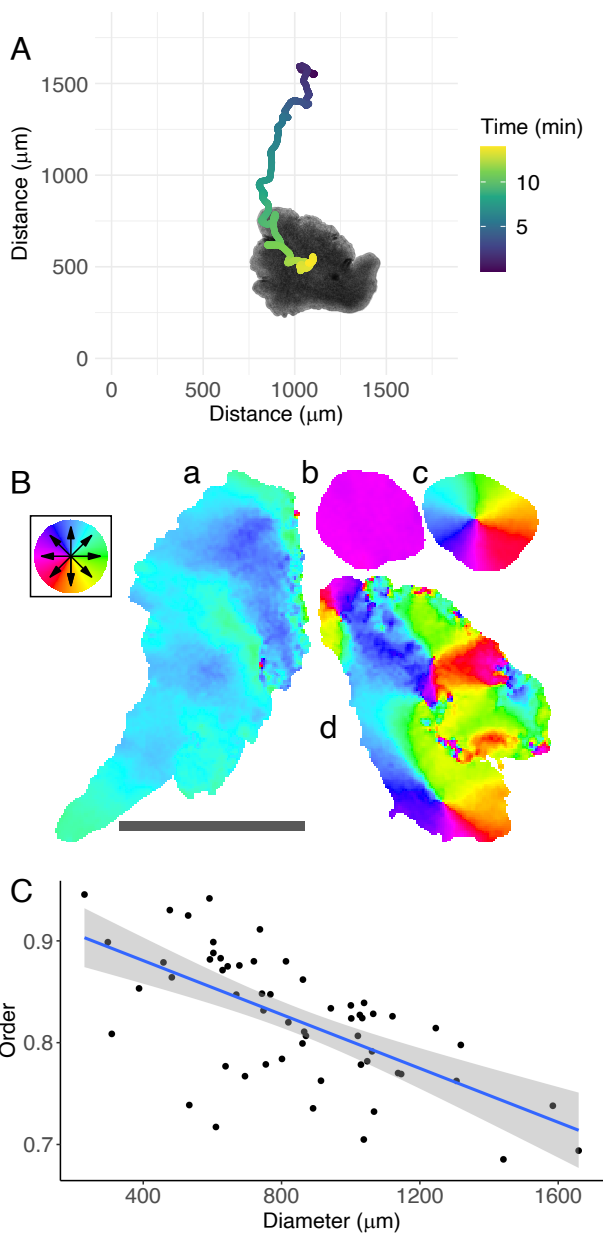 A
1500
1000
500
0
Distance (μm)
0 500 1000 1500
Distance (μm)
Time (min)
10
5
B
a b c
d
C
0.9
0.8
0.7
Order
400 800 1200 1600
Diameter (μm)